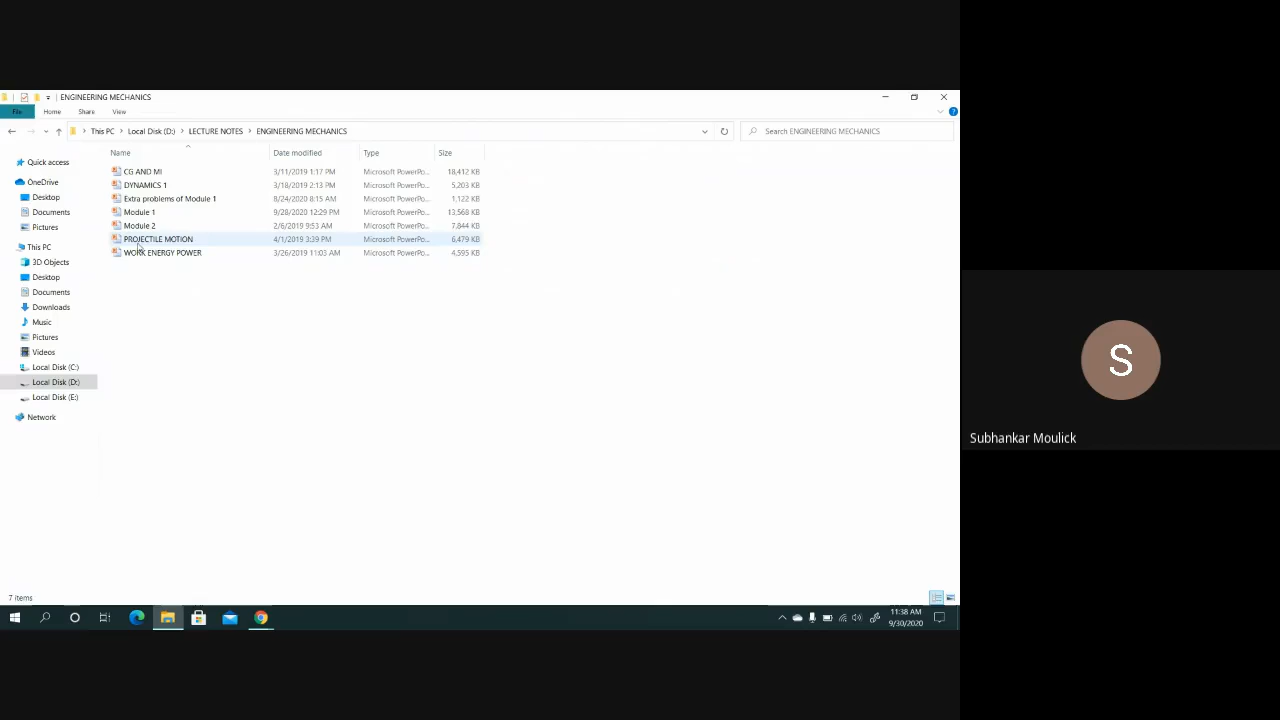 ENGINEERING MECHANICS
File Home Share View
This PC Local Disk (D:) LECTURE NOTES ENGINEERING MECHANICS
Search ENGINEERING MECHANICS
Name Date modified Type Size
CG AND MI 3/11/2019 1:17 PM Microsoft PowerPo... 18,412 KB
DYNAMICS 1 3/18/2019 2:13 PM Microsoft PowerPo... 5,203 KB
Extra problems of Module 1 8/24/2020 8:15 AM Microsoft PowerPo... 1,122 KB
Module 1 9/28/2020 12:29 PM Microsoft PowerPo... 13,568 KB
Module 2 2/6/2019 9:53 AM Microsoft PowerPo... 7,844 KB
PROJECTILE MOTION 4/1/2019 3:39 PM Microsoft PowerPo... 6,479 KB
WORK ENERGY POWER 3/26/2019 11:03 AM Microsoft PowerPo... 4,595 KB
Quick access
OneDrive
Desktop
Documents
Pictures
This PC
3D Objects
Desktop
Documents
Downloads
Music
Pictures
Videos
Local Disk (C:)
Local Disk (D:)
Local Disk (E:)
Network
7 items
11:38 AM
9/30/2020
S
Subhankar Moulick